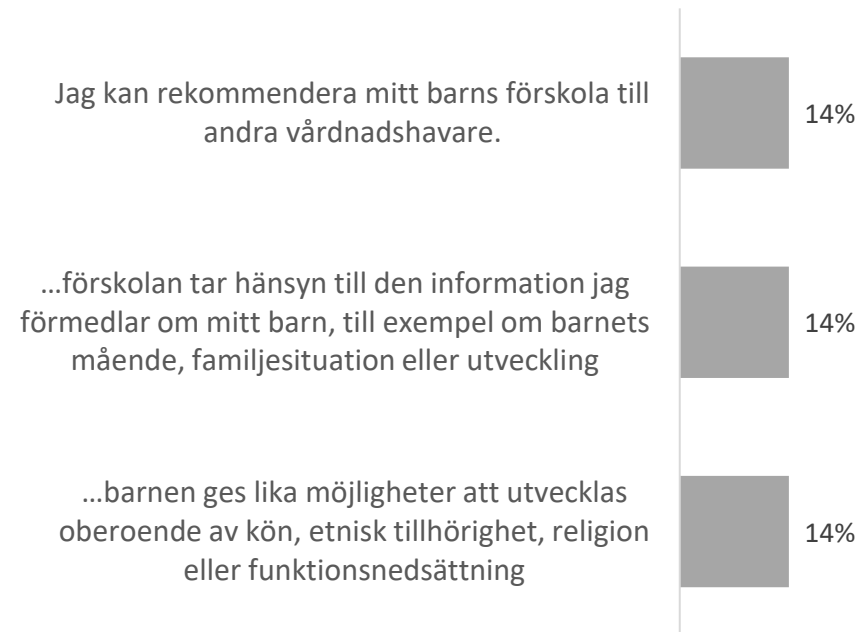 Jag kan rekommendera mitt barns förskola till
andra vårdnadshavare.
14%
…förskolan tar hänsyn till den information jag
förmedlar om mitt barn, till exempel om barnets
mående, familjesituation eller utveckling
14%
…barnen ges lika möjligheter att utvecklas
oberoende av kön, etnisk tillhörighet, religion
eller funktionsnedsättning
14%